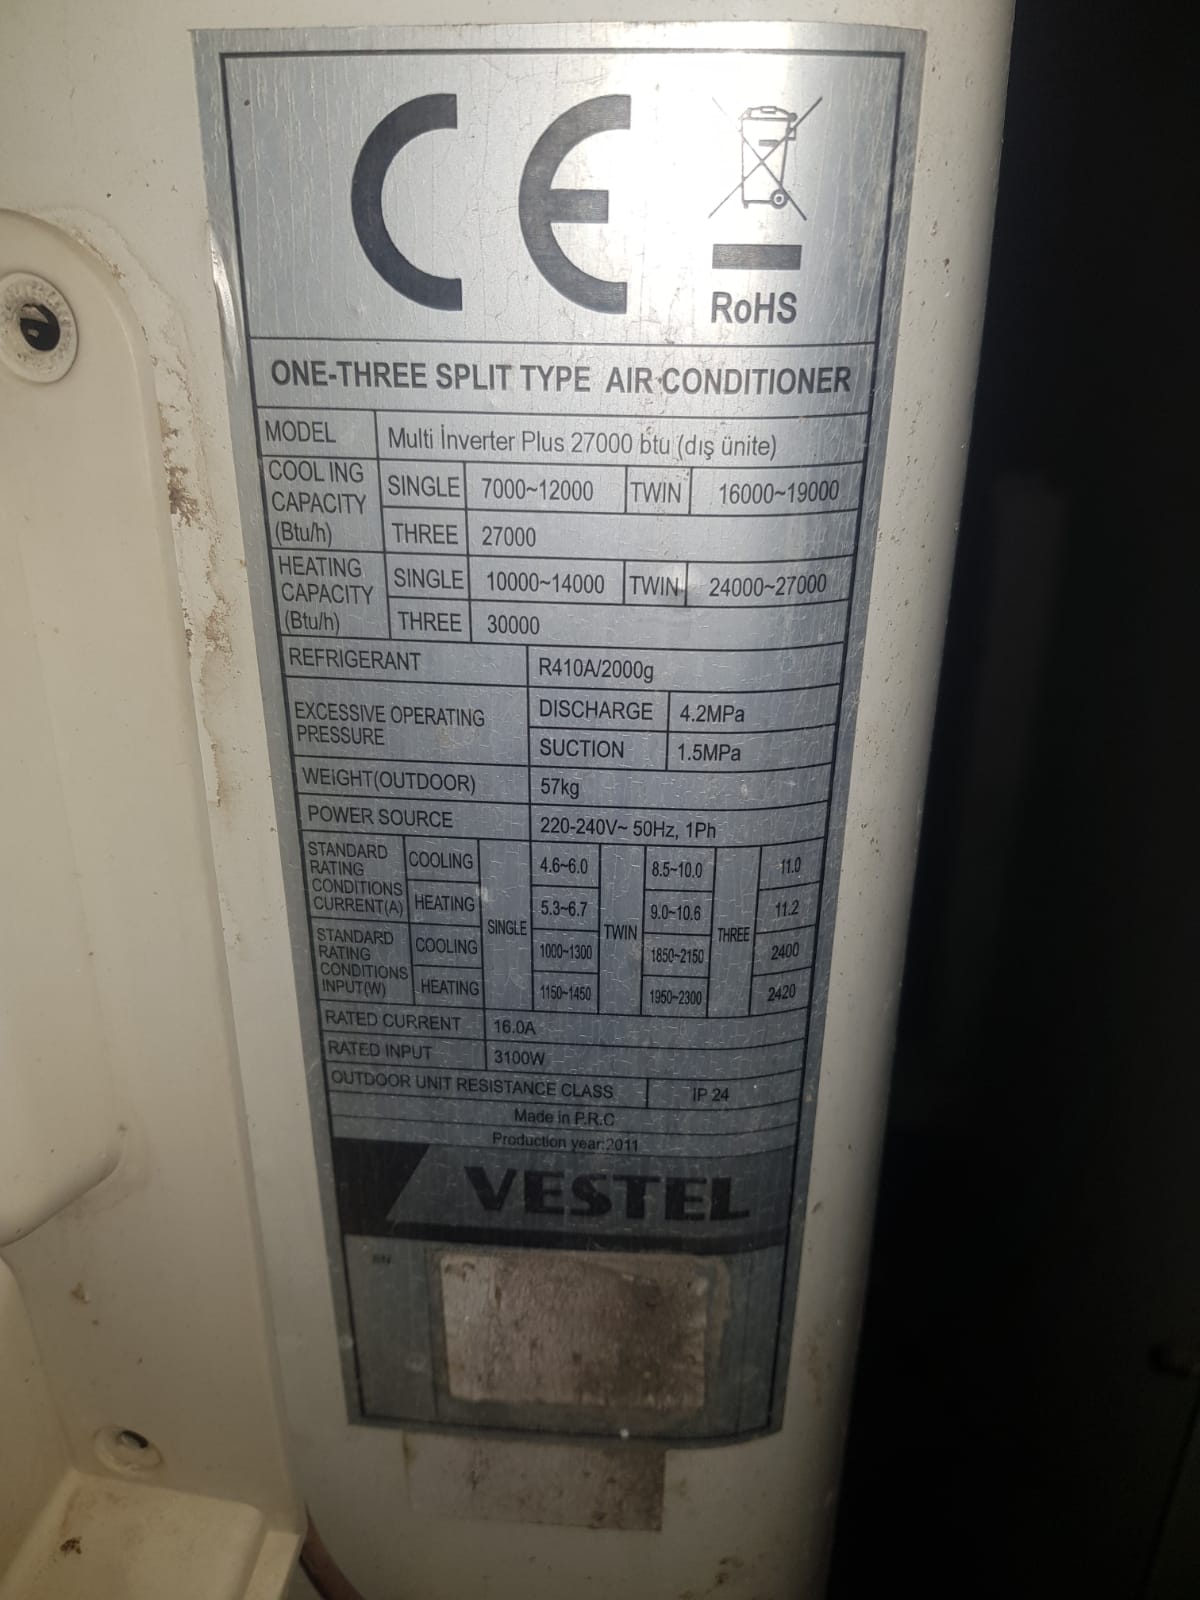 CE
RoHS
ONE-THREE SPLIT TYPE AIR CONDITIONER
MODEL Multi İnverter Plus 27000 btu (dış ünite)
COOLING CAPACITY (Btu/h) SINGLE 7000~12000 TWIN 16000~19000
THREE 27000
HEATING CAPACITY (Btu/h) SINGLE 10000~14000 TWIN 24000~27000
THREE 30000
REFRIGERANT R410A/2000g
EXCESSIVE OPERATING PRESSURE DISCHARGE 4.2MPa
SUCTION 1.5MPa
WEIGHT(OUTDOOR) 57kg
POWER SOURCE 220-240V~ 50Hz, 1Ph
STANDARD RATING CONDITIONS CURRENT(A) COOLING SINGLE 4.6~6.0 TWIN 8.5~10.0 THREE 11.0
HEATING 5.3~6.7 9.0~10.6 11.2
STANDARD RATING CONDITIONS INPUT(W) COOLING 1000~1300 1850~2150 2400
HEATING 1150~1450 1950~2300 2420
RATED CURRENT 16.0A
RATED INPUT 3100W
OUTDOOR UNIT RESISTANCE CLASS IP 24
Made in P.R.C
Production year:2011
VESTEL